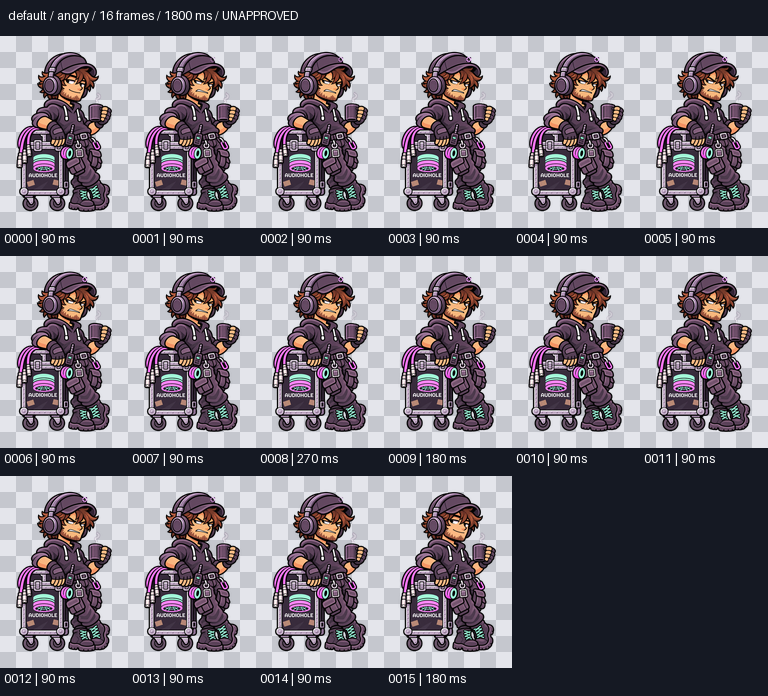 default / angry / 16 frames / 1800 ms / UNAPPROVED
AUDIOHOLE AUDIOHOLE AUDIOHOLE AUDIOHOLE AUDIOHOLE AUDIOHOLE
0000 | 90 ms 0001 | 90 ms 0002 | 90 ms 0003 | 90 ms 0004 | 90 ms 0005 | 90 ms
AUDIOHOLE AUDIOHOLE AUDIOHOLE AUDIOHOLE AUDIOHOLE AUDIOHOLE
0006 | 90 ms 0007 | 90 ms 0008 | 270 ms 0009 | 180 ms 0010 | 90 ms 0011 | 90 ms
AUDIOHOLE AUDIOHOLE AUDIOHOLE AUDIOHOLE
0012 | 90 ms 0013 | 90 ms 0014 | 90 ms 0015 | 180 ms